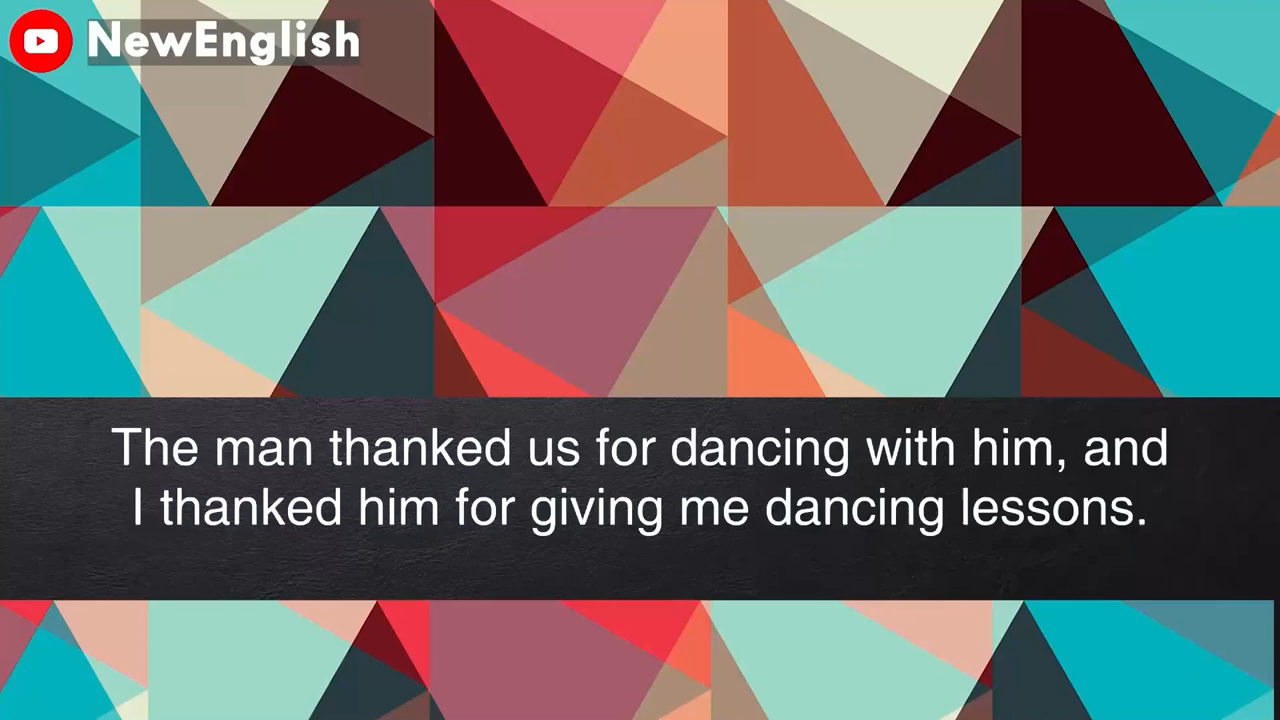 NewEnglish
The man thanked us for dancing with him, and
I thanked him for giving me dancing lessons.